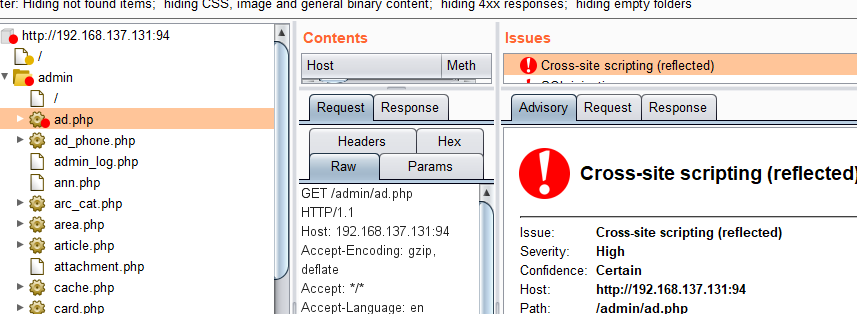 ter: Hiding not found items; hiding CSS, image and general binary content; hiding 4xx responses; hiding empty folders
http://192.168.137.131:94
/
admin
/
ad.php
ad_phone.php
admin_log.php
ann.php
arc_cat.php
area.php
article.php
attachment.php
cache.php
card.php
Contents
Host Meth
Request Response
Headers Hex
Raw Params
GET /admin/ad.php
HTTP/1.1
Host: 192.168.137.131:94
Accept-Encoding: gzip,
deflate
Accept: */*
Accept-Language: en
Issues
Cross-site scripting (reflected)
Advisory Request Response
Cross-site scripting (reflected)
Issue: Cross-site scripting (reflected)
Severity: High
Confidence: Certain
Host: http://192.168.137.131:94
Path: /admin/ad.php